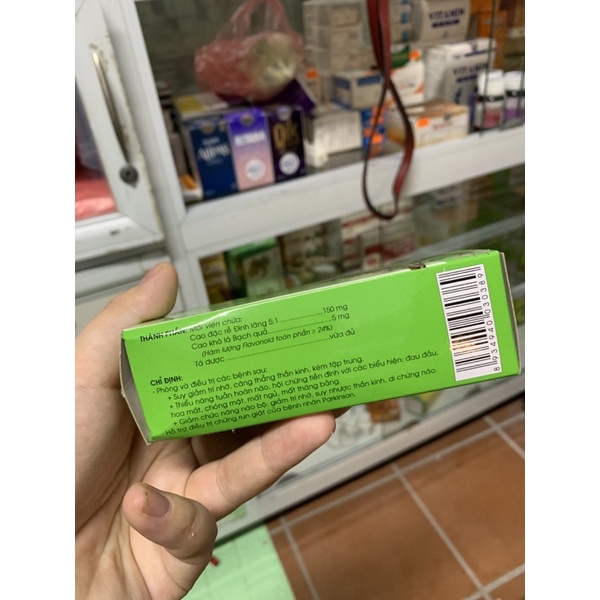 THÀNH PHẦN: Mỗi viên chứa:
Cao đặc rễ Đinh lăng 5:1................150 mg
Cao khô lá Bạch quả.....................5 mg
(Hàm lượng flavonoid toàn phần ≥ 24%)
Tá dược.....................................vừa đủ
CHỈ ĐỊNH:
- Phòng và điều trị các bệnh sau:
+ Suy giảm trí nhớ, căng thẳng thần kinh, kém tập trung.
+ Thiểu năng tuần hoàn não, hội chứng tiền đình với các biểu hiện: đau đầu,
hoa mắt, chóng mặt, mất ngủ, mất thăng bằng.
+ Giảm chức năng não bộ: giảm trí nhớ, suy nhược thần kinh, di chứng não.
- Hỗ trợ điều trị chứng run giật của bệnh nhân Parkinson.
8934940030389
VITAMIN
VITAMIN